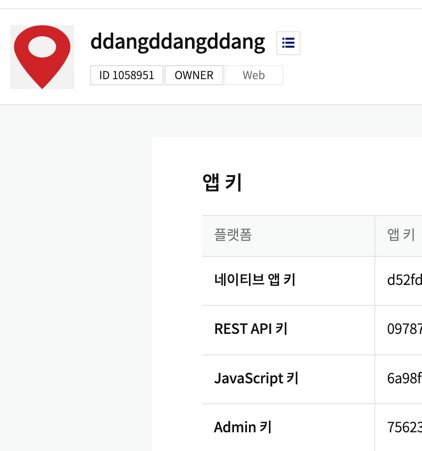 ddangddangddang
ID 1058951 OWNER Web
앱 키
플랫폼 앱 키
네이티브 앱 키 d52fd
REST API 키 09787
JavaScript 키 6a98f
Admin 키 75623